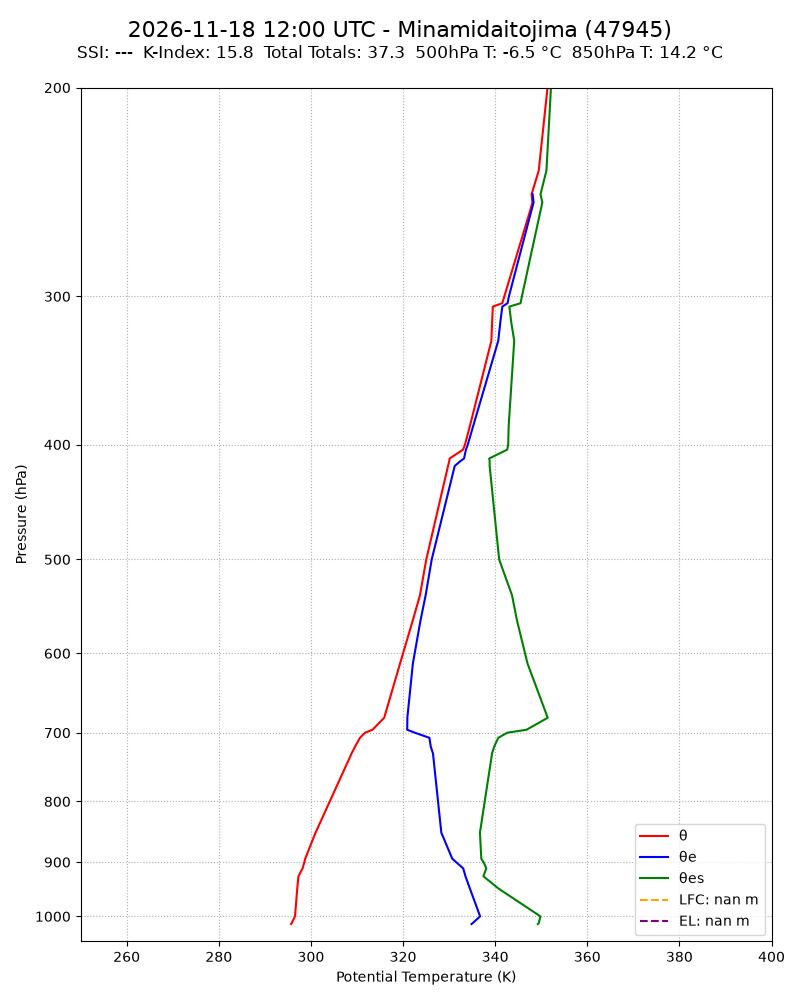 2026-11-18 12:00 UTC - Minamidaitojima (47945)
SSI: --- K-Index: 15.8 Total Totals: 37.3 500hPa T: -6.5 °C 850hPa T: 14.2 °C
200
300
400
500
600
700
800
900
1000
Pressure (hPa)
260 280 300 320 340 360 380 400
Potential Temperature (K)
θ
θe
θes
LFC: nan m
EL: nan m